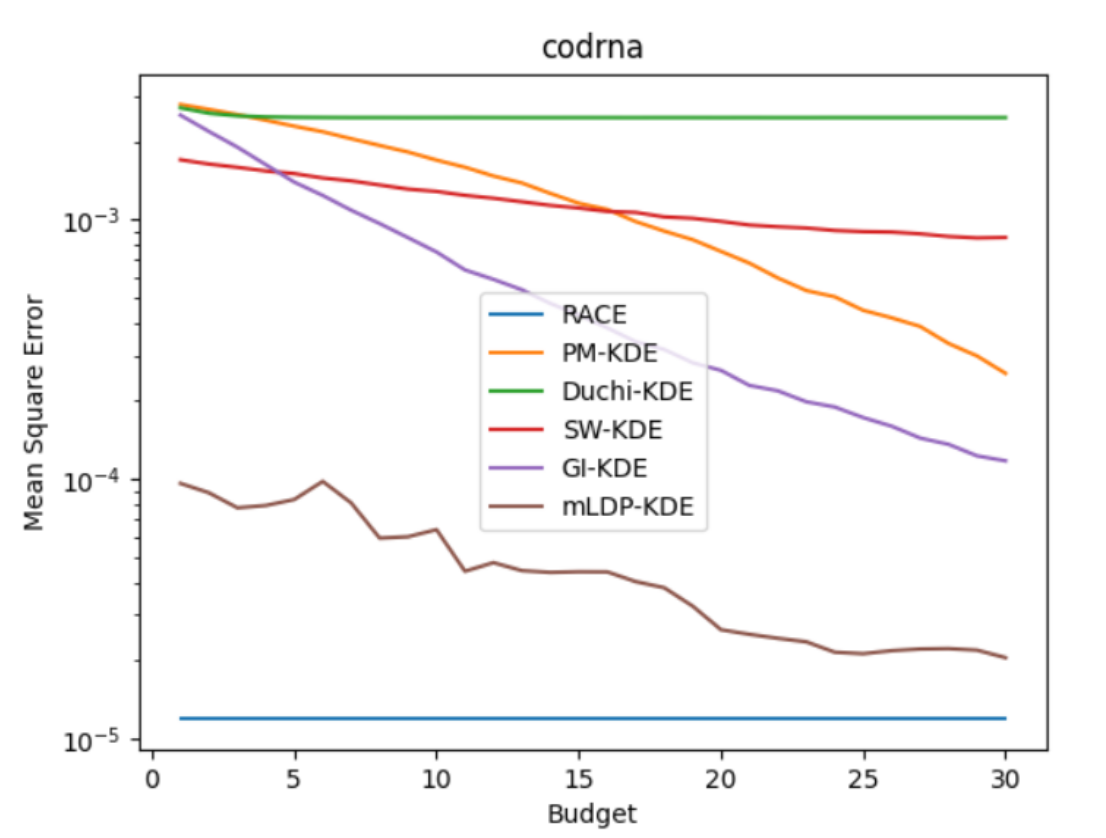 codrna
Mean Square Error
10⁻³
10⁻⁴
10⁻⁵
RACE
PM-KDE
Duchi-KDE
SW-KDE
GI-KDE
mLDP-KDE
0 5 10 15 20 25 30
Budget